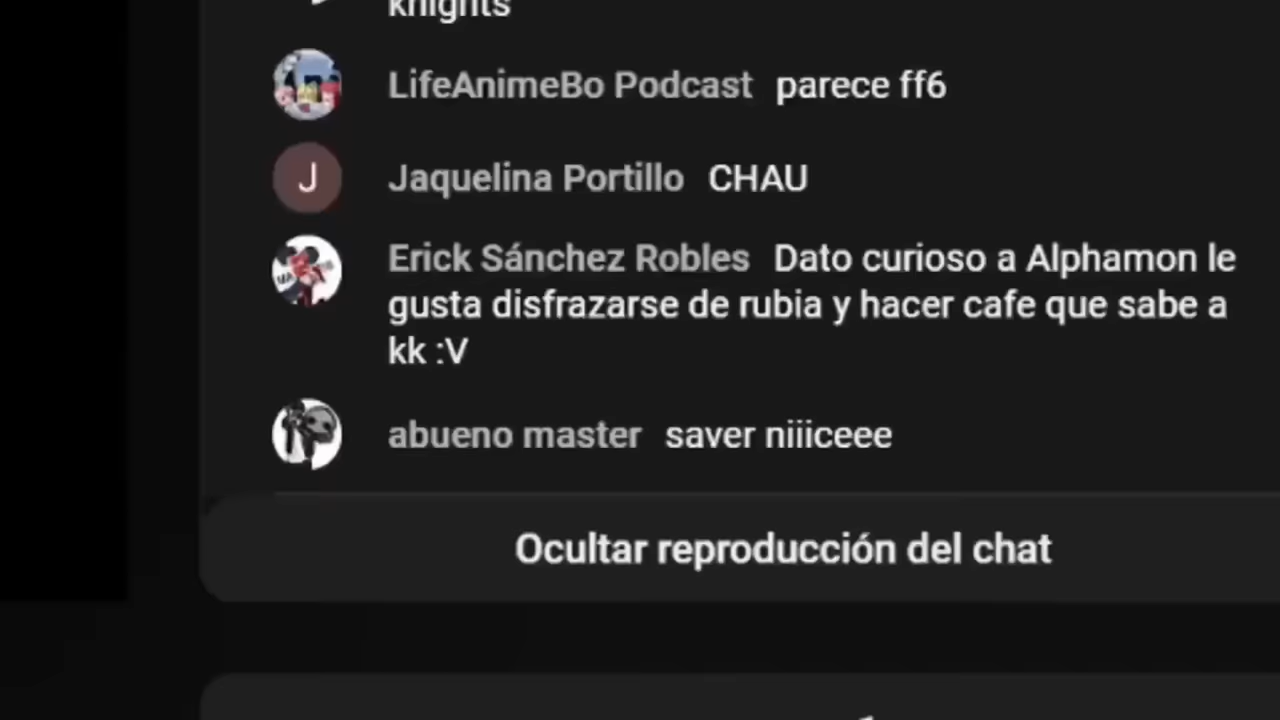 knights
LifeAnimeBo Podcast parece ff6
J
Jaquelina Portillo CHAU
Erick Sánchez Robles Dato curioso a Alphamon le
gusta disfrazarse de rubia y hacer cafe que sabe a
kk :V
abueno master saver niiiceee
Ocultar reproducción del chat